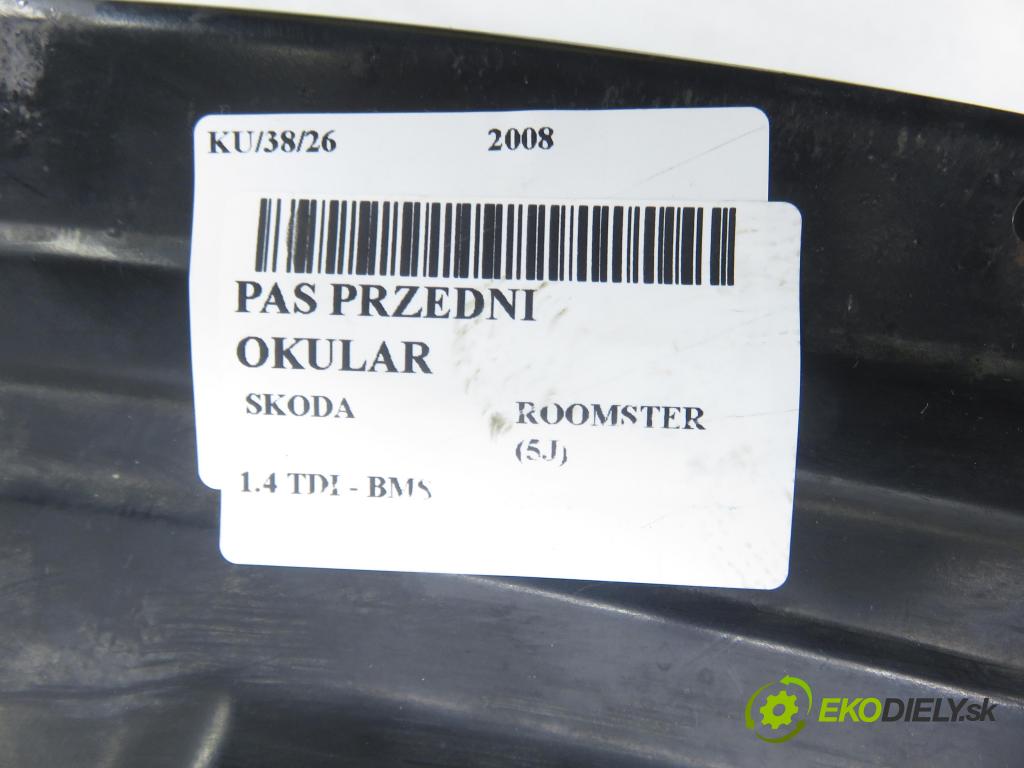 KU/38/26 2008
PAS PRZEDNI
OKULAR
SKODA ROOMSTER
(5J)
1.4 TDI - BMS
EKODIELY.sk